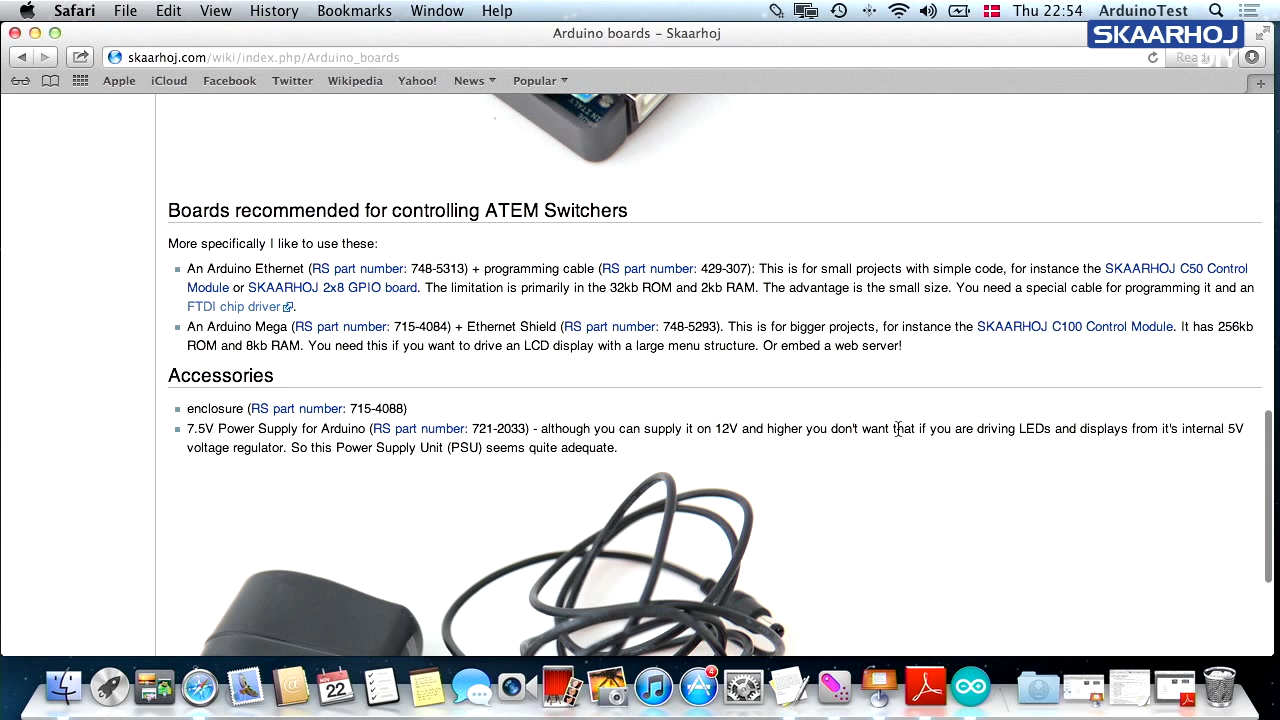 Safari File Edit View History Bookmarks Window Help Thu 22:54 ArduinoTest
Arduino boards – Skaarhoj
SKAARHOJ
skaarhoj.com/wiki/index.php/Arduino_boards
Apple iCloud Facebook Twitter Wikipedia Yahoo! News Popular
Boards recommended for controlling ATEM Switchers
More specifically I like to use these:
An Arduino Ethernet (RS part number: 748-5313) + programming cable (RS part number: 429-307): This is for small projects with simple code, for instance the SKAARHOJ C50 Control
Module or SKAARHOJ 2x8 GPIO board. The limitation is primarily in the 32kb ROM and 2kb RAM. The advantage is the small size. You need a special cable for programming it and an
FTDI chip driver.
An Arduino Mega (RS part number: 715-4084) + Ethernet Shield (RS part number: 748-5293). This is for bigger projects, for instance the SKAARHOJ C100 Control Module. It has 256kb
ROM and 8kb RAM. You need this if you want to drive an LCD display with a large menu structure. Or embed a web server!
Accessories
enclosure (RS part number: 715-4088)
7.5V Power Supply for Arduino (RS part number: 721-2033) - although you can supply it on 12V and higher you don't want that if you are driving LEDs and displays from it's internal 5V
voltage regulator. So this Power Supply Unit (PSU) seems quite adequate.
NOV
22
4